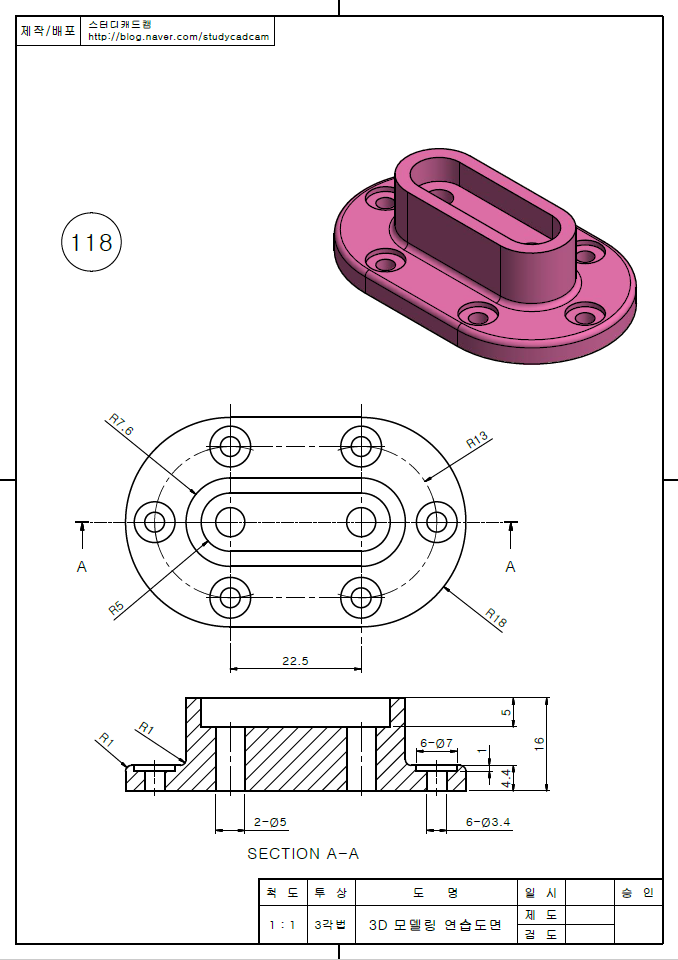 제작/배포
스터디캐드캠
http://blog.naver.com/studycadcam
118
R7.6
R13
A
A
R5
R18
22.5
R1
R1
5
16
6-Ø7
1
4.4
2-Ø5
6-Ø3.4
SECTION A-A
척 도
투 상
도 명
일 시
승 인
1 : 1
3각법
3D 모델링 연습도면
제 도
검 도